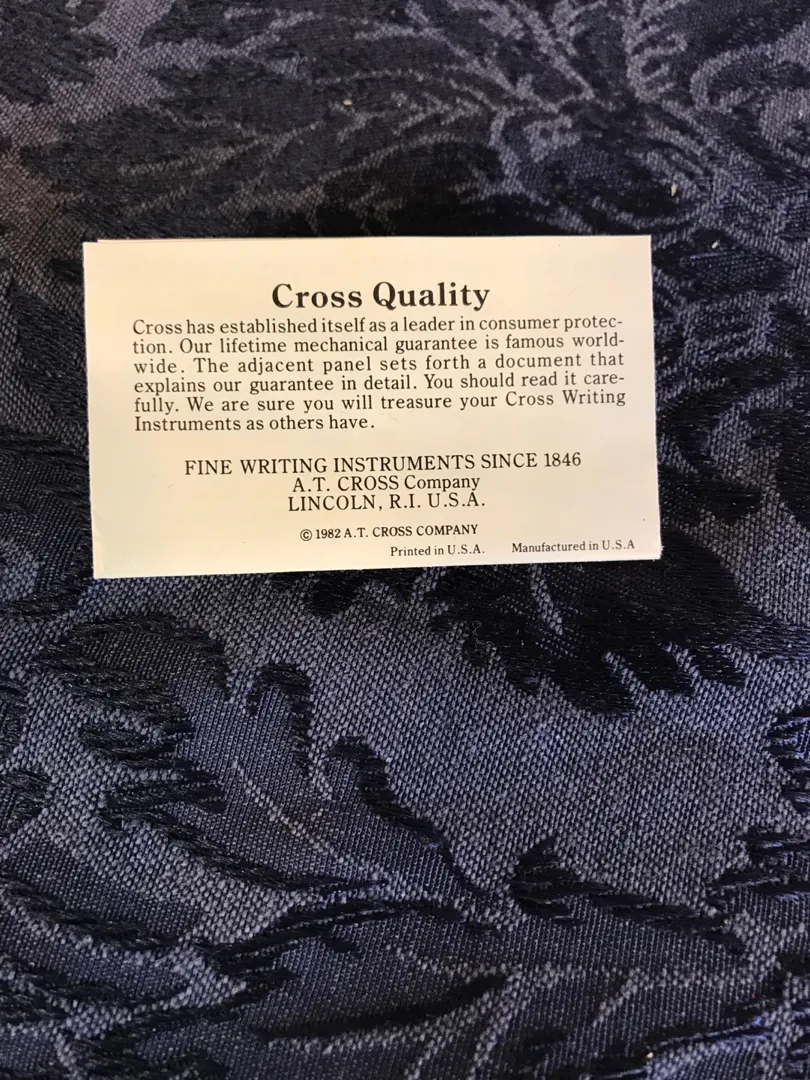 Cross Quality
Cross has established itself as a leader in consumer protec-
tion. Our lifetime mechanical guarantee is famous world-
wide. The adjacent panel sets forth a document that
explains our guarantee in detail. You should read it care-
fully. We are sure you will treasure your Cross Writing
Instruments as others have.
FINE WRITING INSTRUMENTS SINCE 1846
A.T. CROSS Company
LINCOLN, R.I. U.S.A.
© 1982 A.T. CROSS COMPANY
Printed in U.S.A. Manufactured in U.S.A